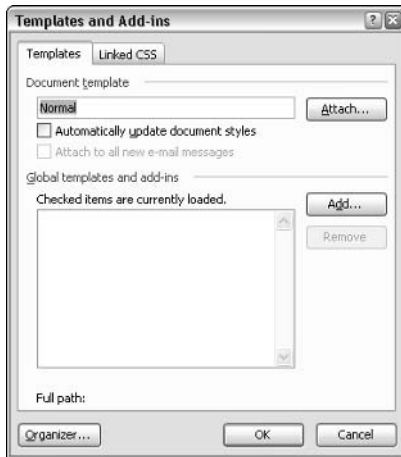 Templates and Add-ins
Templates
Linked CSS
Document template
Normal
Attach...
Automatically update document styles
Attach to all new e-mail messages
Global templates and add-ins
Checked items are currently loaded.
Add...
Remove
Full path:
Organizer...
OK
Cancel